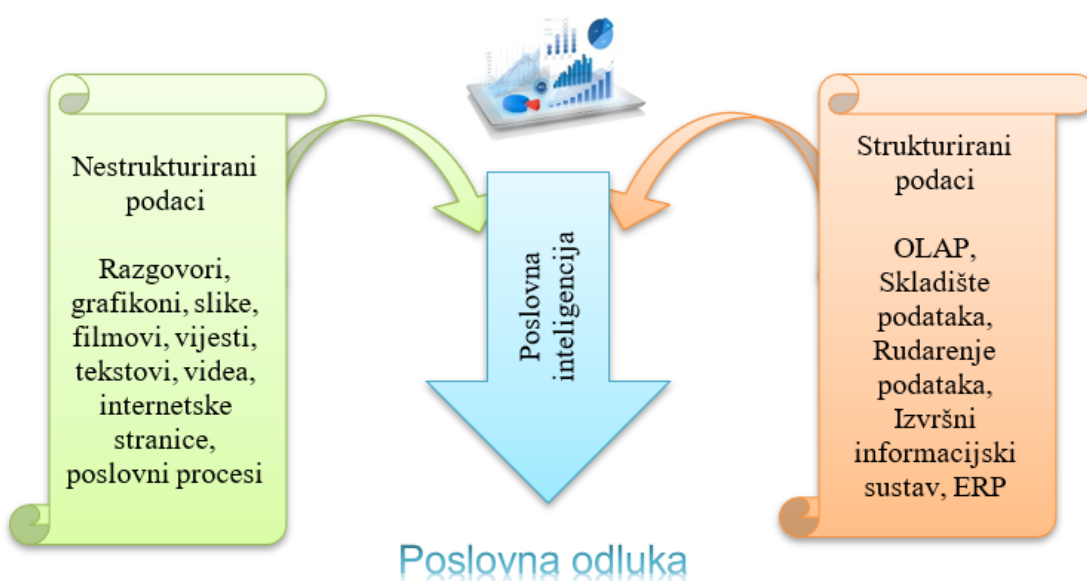 Nestrukturirani
podaci
Razgovori,
grafikoni, slike,
filmovi, vijesti,
tekstovi, videa,
internetske
stranice,
poslovni procesi
Poslovna
inteligencija
Strukturirani
podaci
OLAP,
Skladište
podataka,
Rudarenje
podataka,
Izvršni
informacijski
sustav, ERP
Poslovna odluka